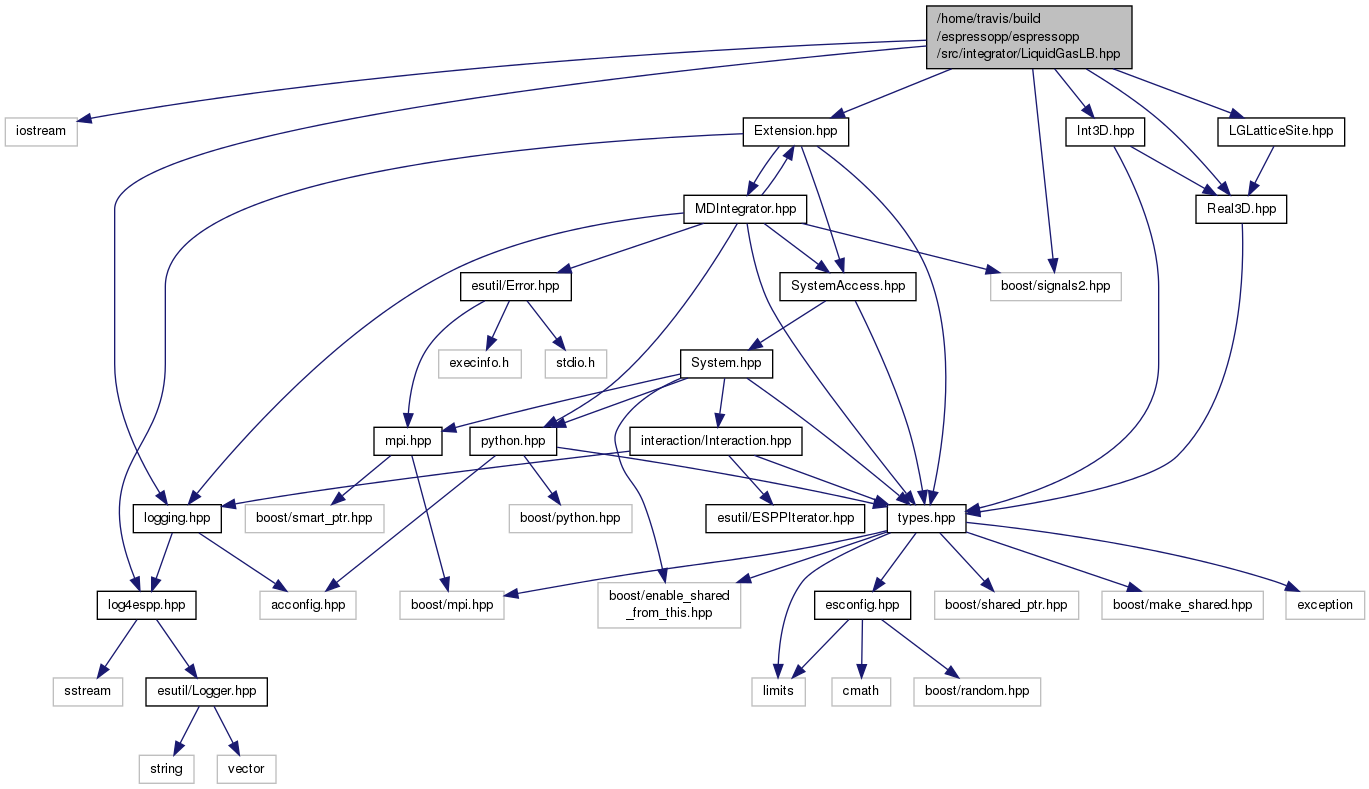 /home/travis/build
/espressopp/espressopp
/src/integrator/LiquidGasLB.hpp
iostream
Extension.hpp
Int3D.hpp
LGLatticeSite.hpp
MDIntegrator.hpp
Real3D.hpp
esutil/Error.hpp
SystemAccess.hpp
boost/signals2.hpp
execinfo.h
stdio.h
System.hpp
mpi.hpp
python.hpp
interaction/Interaction.hpp
logging.hpp
boost/smart_ptr.hpp
boost/python.hpp
esutil/ESPPIterator.hpp
types.hpp
log4espp.hpp
acconfig.hpp
boost/mpi.hpp
boost/enable_shared
_from_this.hpp
esconfig.hpp
boost/shared_ptr.hpp
boost/make_shared.hpp
exception
sstream
esutil/Logger.hpp
limits
cmath
boost/random.hpp
string
vector